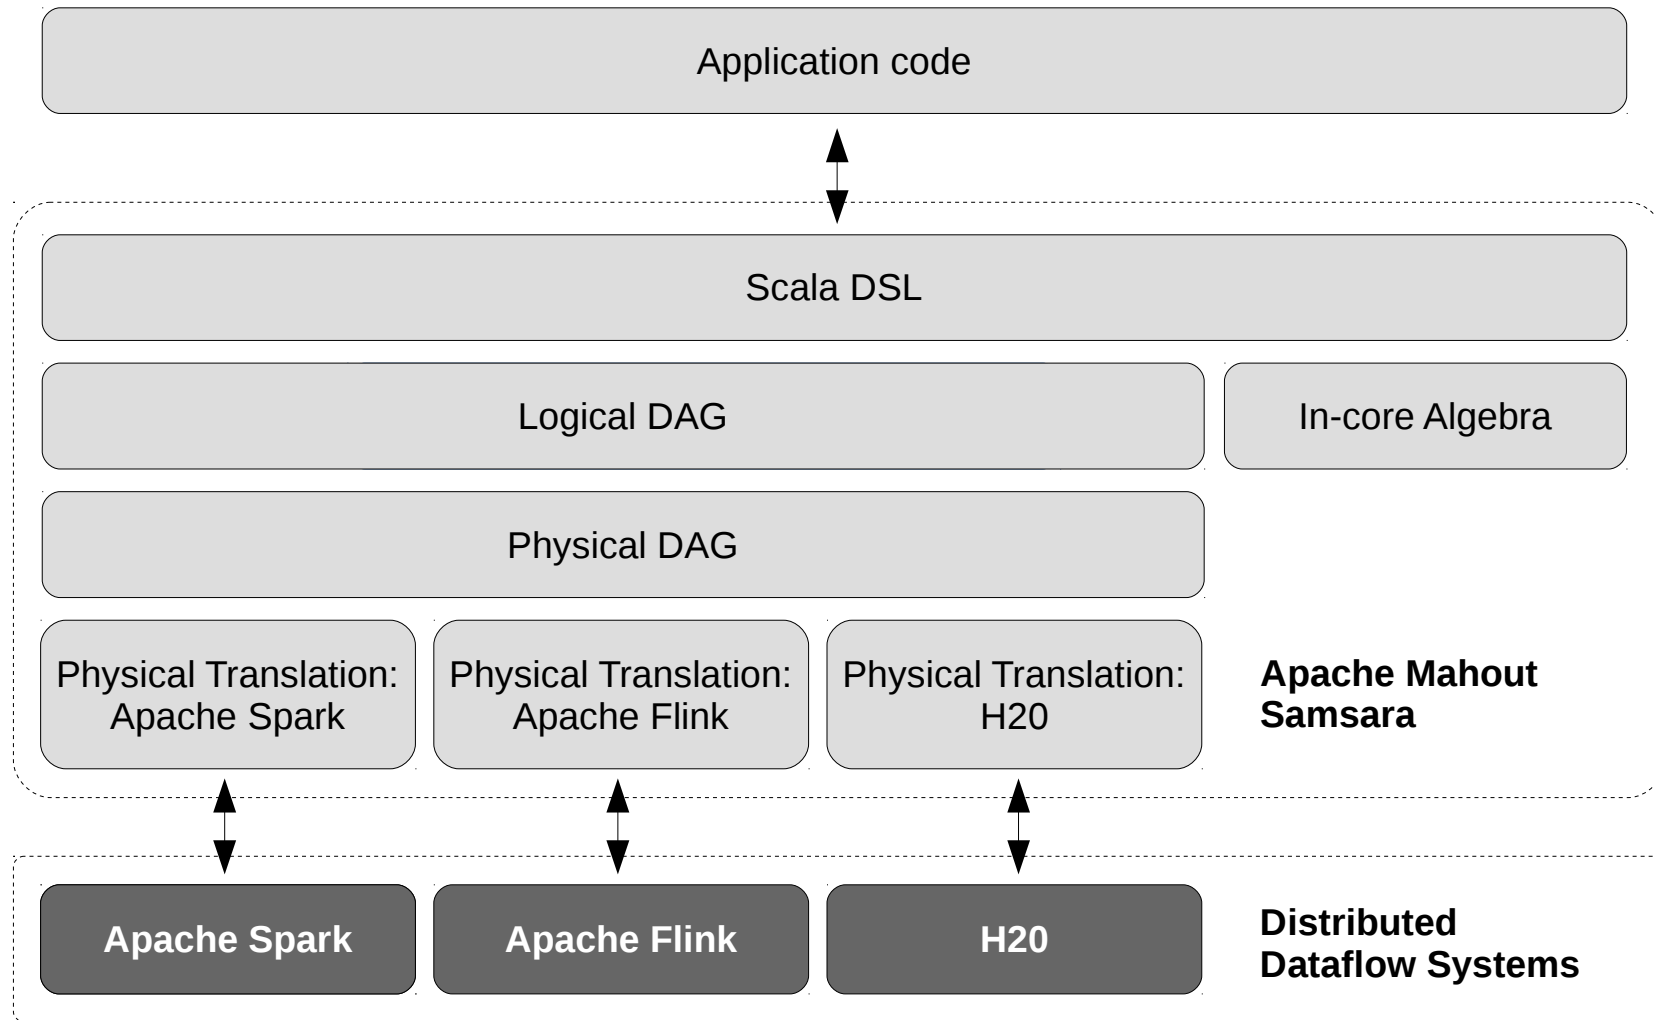 Application code
Scala DSL
Logical DAG
In-core Algebra
Physical DAG
Physical Translation:
Apache Spark
Physical Translation:
Apache Flink
Physical Translation:
H20
Apache Mahout
Samsara
Apache Spark
Apache Flink
H20
Distributed
Dataflow Systems